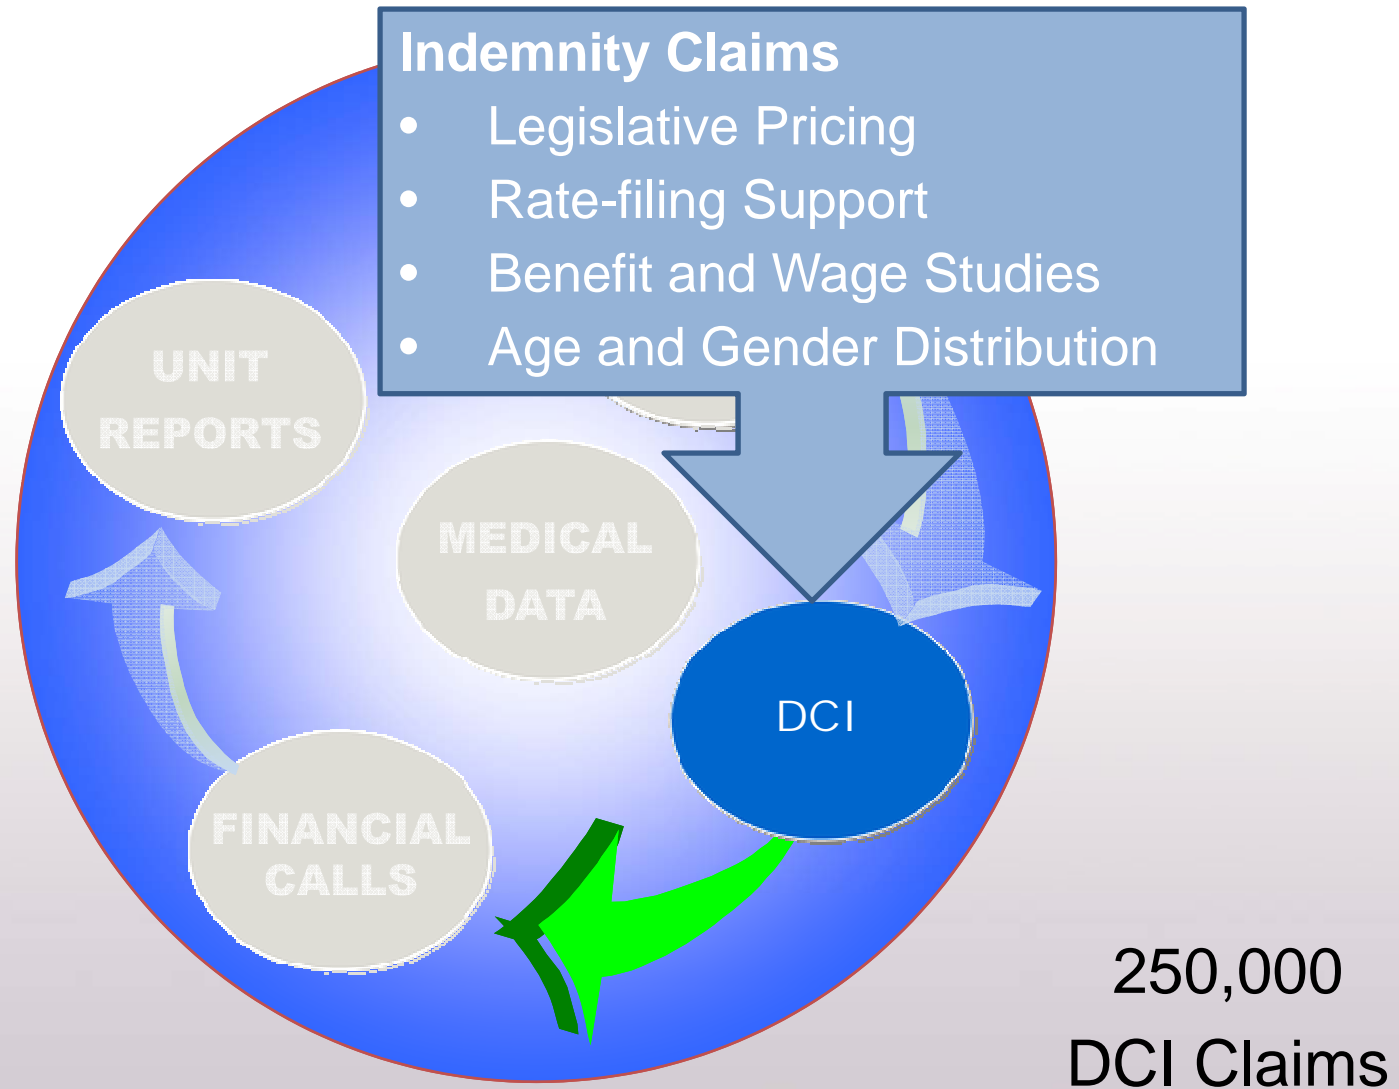 Indemnity Claims
• Legislative Pricing
• Rate-filing Support
• Benefit and Wage Studies
• Age and Gender Distribution
UNIT
REPORTS
MEDICAL
DATA
DCI
FINANCIAL
CALLS
250,000
DCI Claims